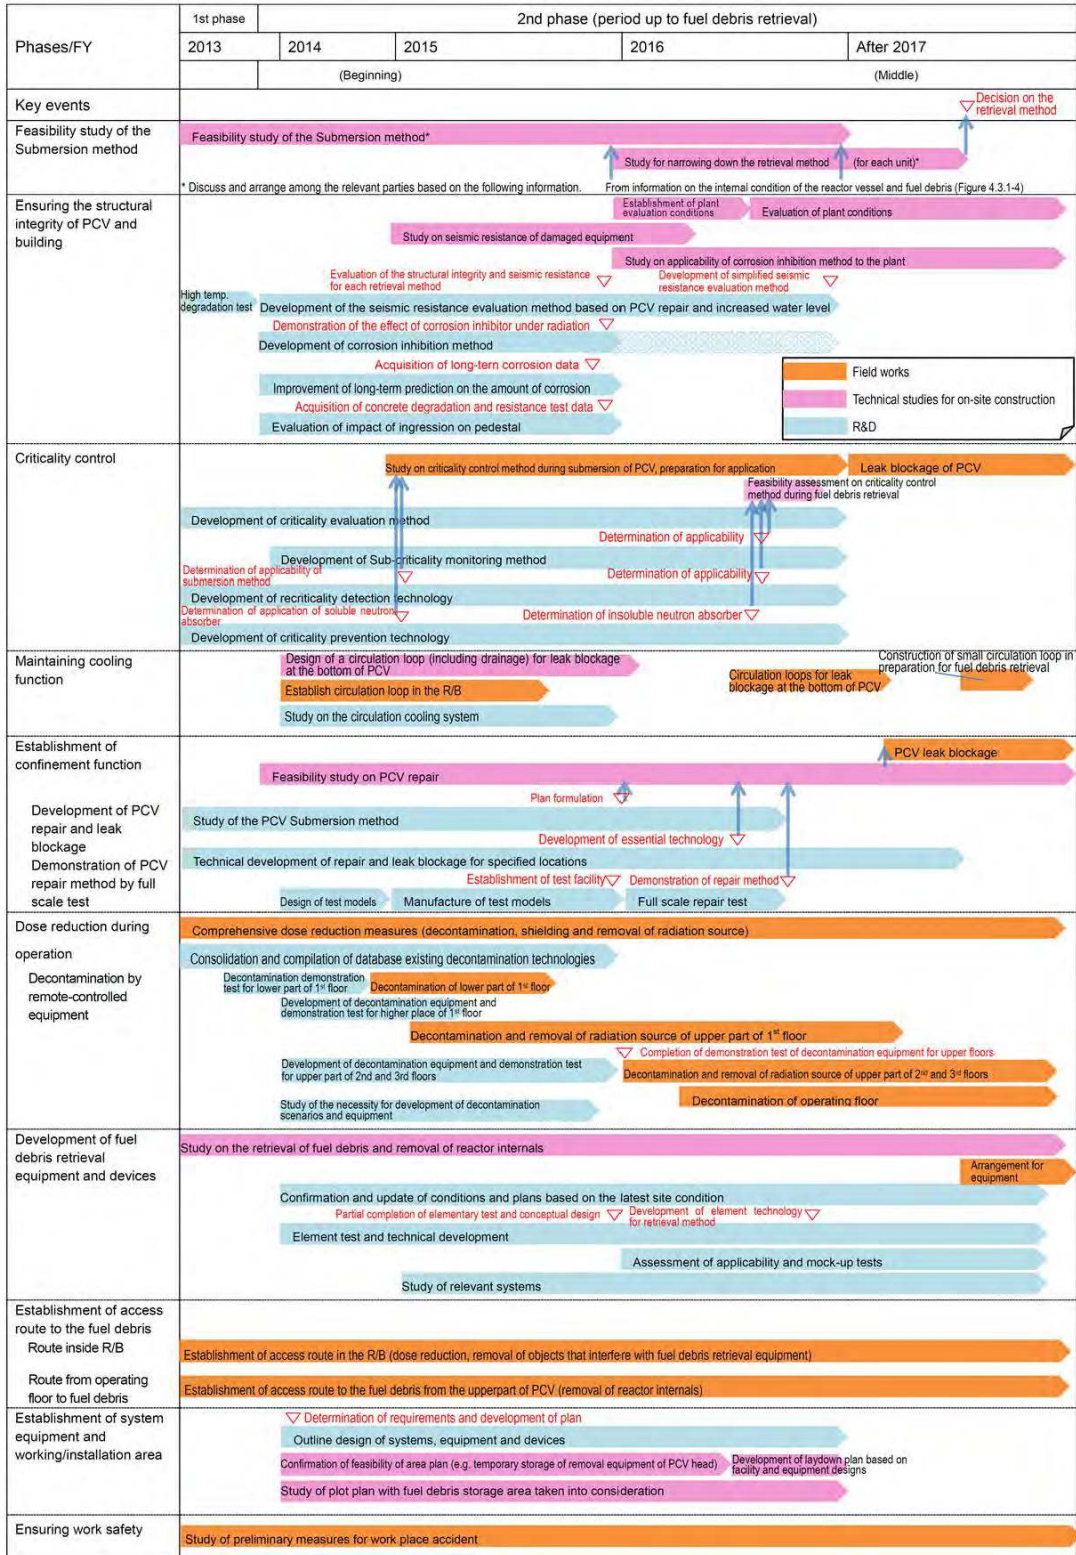 1st phase
2nd phase (period up to fuel debris retrieval)
Phases/FY
2013
2014
2015
2016
After 2017
(Beginning)
(Middle)
Key events
Decision on the
retrieval method
Feasibility study of the
Submersion method
Feasibility study of the Submersion method*
Study for narrowing down the retrieval method
(for each unit)*
* Discuss and arrange among the relevant parties based on the following information.
From information on the internal condition of the reactor vessel and fuel debris (Figure 4.3.1-4)
Ensuring the structural
integrity of PCV and
building
Establishment of plant
evaluation conditions
Evaluation of plant conditions
Study on seismic resistance of damaged equipment
Study on applicability of corrosion inhibition method to the plant
Evaluation of the structural integrity and seismic resistance
for each retrieval method
Development of simplified seismic
resistance evaluation method
High temp.
degradation test
Development of the seismic resistance evaluation method based on PCV repair and increased water level
Demonstration of the effect of corrosion inhibitor under radiation
Development of corrosion inhibition method
Acquisition of long-tern corrosion data
Improvement of long-term prediction on the amount of corrosion
Acquisition of concrete degradation and resistance test data
Evaluation of impact of ingression on pedestal
Field works
Technical studies for on-site construction
R&D
Criticality control
Study on criticality control method during submersion of PCV, preparation for application
Leak blockage of PCV
Feasibility assessment on criticality control
method during fuel debris retrieval
Development of criticality evaluation method
Determination of applicability
Development of Sub-criticality monitoring method
Determination of applicability of
submersion method
Determination of applicability
Development of recriticality detection technology
Determination of application of soluble neutron
absorber
Determination of insoluble neutron absorber
Development of criticality prevention technology
Maintaining cooling
function
Design of a circulation loop (including drainage) for leak blockage
at the bottom of PCV
Construction of small circulation loop in
preparation for fuel debris retrieval
Establish circulation loop in the R/B
Circulation loops for leak
blockage at the bottom of PCV
Study on the circulation cooling system
Establishment of
confinement function
PCV leak blockage
Feasibility study on PCV repair
Plan formulation
Development of PCV
repair and leak
blockage
Study of the PCV Submersion method
Development of essential technology
Demonstration of PCV
repair method by full
scale test
Technical development of repair and leak blockage for specified locations
Establishment of test facility
Demonstration of repair method
Design of test models
Manufacture of test models
Full scale repair test
Dose reduction during
operation
Comprehensive dose reduction measures (decontamination, shielding and removal of radiation source)
Consolidation and compilation of database existing decontamination technologies
Decontamination by
remote-controlled
equipment
Decontamination demonstration
test for lower part of 1st floor
Decontamination of lower part of 1st floor
Development of decontamination equipment and
demonstration test for higher place of 1st floor
Decontamination and removal of radiation source of upper part of 1st floor
Completion of demonstration test of decontamination equipment for upper floors
Development of decontamination equipment and demonstration test
for upper part of 2nd and 3rd floors
Decontamination and removal of radiation source of upper part of 2nd and 3rd floors
Decontamination of operating floor
Study of the necessity for development of decontamination
scenarios and equipment
Development of fuel
debris retrieval
equipment and devices
Study on the retrieval of fuel debris and removal of reactor internals
Arrangement for
equipment
Confirmation and update of conditions and plans based on the latest site condition
Partial completion of elementary test and conceptual design
Development of element technology
for retrieval method
Element test and technical development
Assessment of applicability and mock-up tests
Study of relevant systems
Establishment of access
route to the fuel debris
Route inside R/B
Establishment of access route in the R/B (dose reduction, removal of objects that interfere with fuel debris retrieval equipment)
Route from operating
floor to fuel debris
Establishment of access route to the fuel debris from the upperpart of PCV (removal of reactor internals)
Establishment of system
equipment and
working/installation area
Determination of requirements and development of plan
Outline design of systems, equipment and devices
Confirmation of feasibility of area plan (e.g. temporary storage of removal equipment of PCV head)
Development of laydown plan based on
facility and equipment designs
Study of plot plan with fuel debris storage area taken into consideration
Ensuring work safety
Study of preliminary measures for work place accident